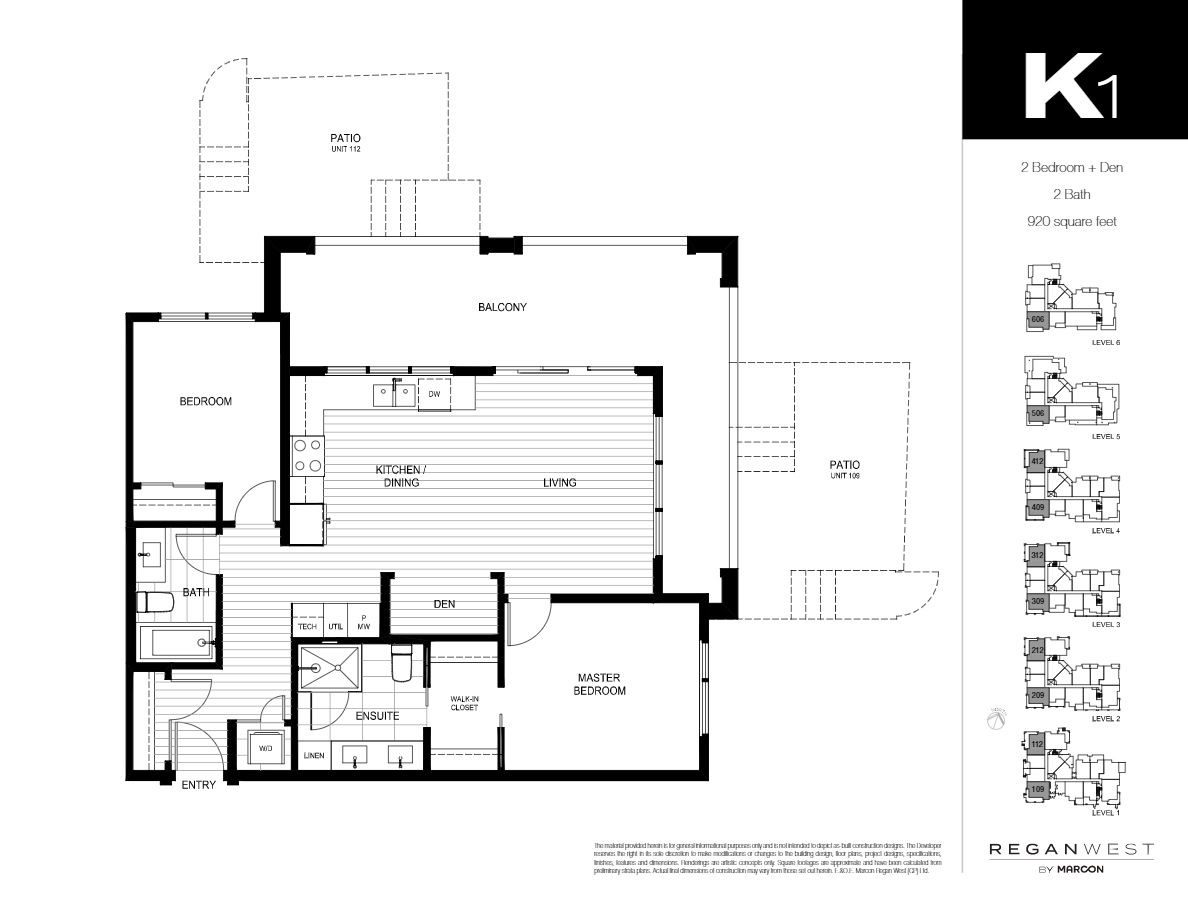 K1
2 Bedroom + Den
2 Bath
920 square feet
PATIO
UNIT 112
BALCONY
BEDROOM
DW
KITCHEN /
DINING
LIVING
PATIO
UNIT 109
BATH
DEN
TECH
UTIL
P
MW
MASTER
BEDROOM
WALK-IN
CLOSET
ENSUITE
LINEN
W/D
ENTRY
606
LEVEL 6
506
LEVEL 5
412
409
LEVEL 4
312
309
LEVEL 3
212
209
LEVEL 2
112
109
LEVEL 1
The material provided herein is for general informational purposes only and is not intended to depict as-built construction designs. The Developer
reserves the right in its sole discretion to make modifications or changes to the building design, floor plans, project designs, specifications,
finishes, features and dimensions. Renderings are artistic concepts only. Square footages are approximate and have been calculated from
preliminary strata plans. Actual final dimensions of construction may vary from those set out herein. E.&O.E. Marcon Regan West (GP) Ltd.
REGANWEST
BY MARCON